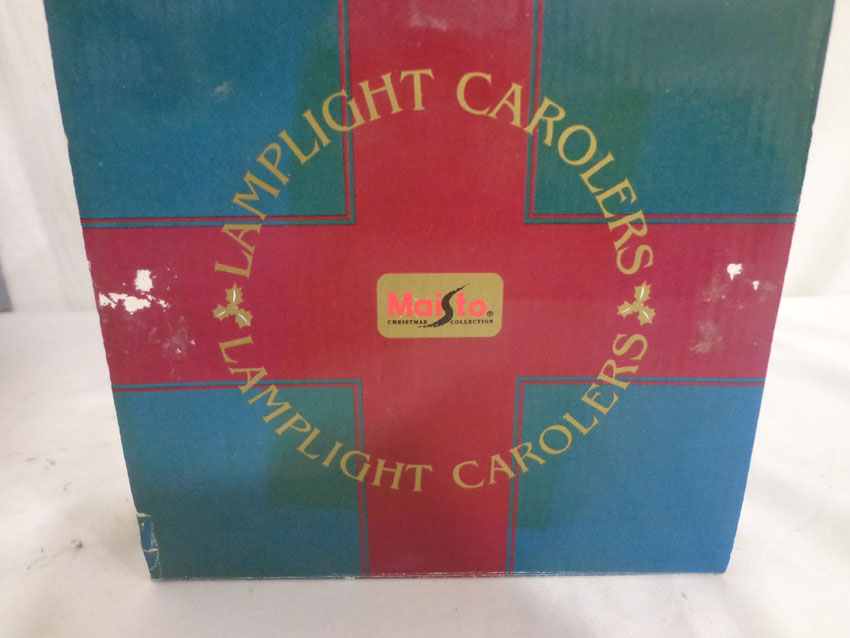 LAMPLIGHT CAROLERS
MaiSto®
CHRISTMAS COLLECTION
LAMPLIGHT CAROLERS